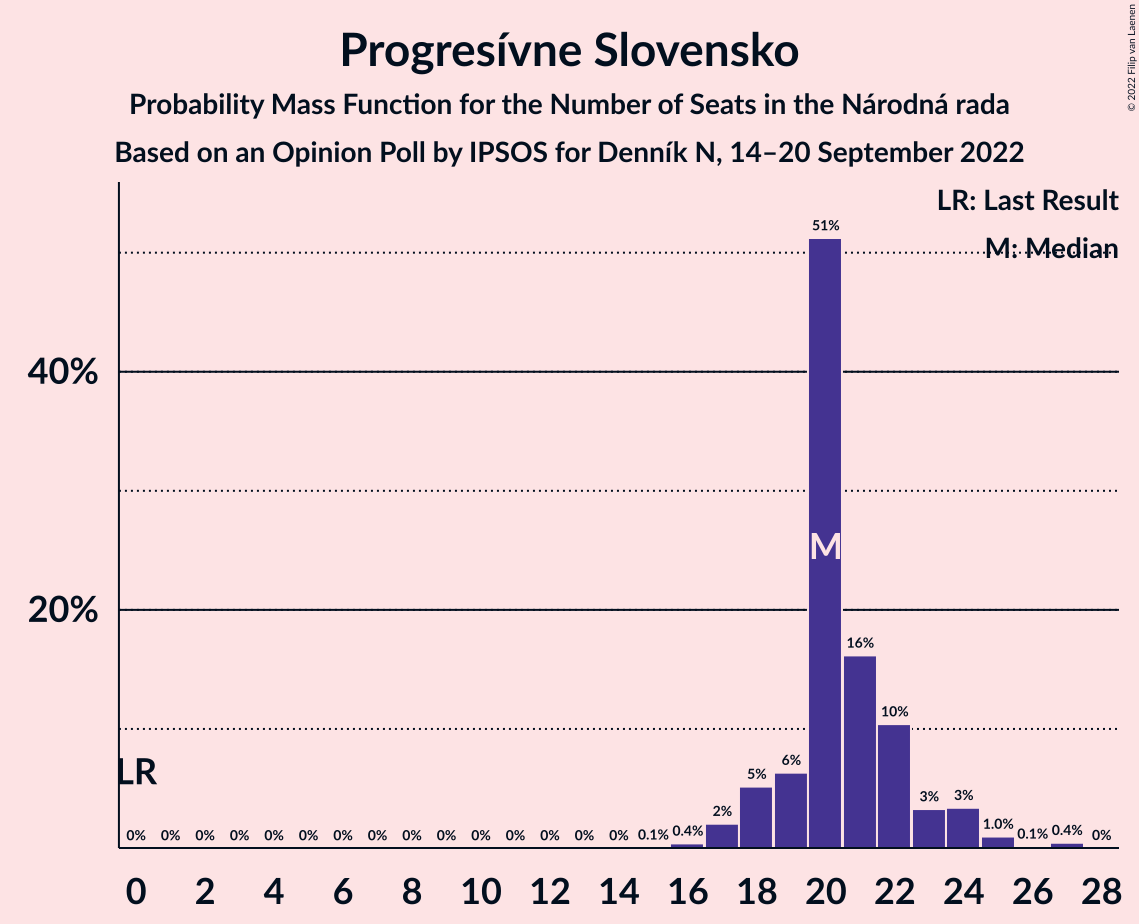 Progresívne Slovensko
Probability Mass Function for the Number of Seats in the Národná rada
Based on an Opinion Poll by IPSOS for Denník N, 14–20 September 2022
© 2022 Filip van Laenen
LR: Last Result
M: Median
40%
20%
LR
M
0% 0% 0% 0% 0% 0% 0% 0% 0% 0% 0% 0% 0% 0% 0% 0.1% 0.4% 2% 5% 6% 51% 16% 10% 3% 3% 1.0% 0.1% 0.4% 0%
0 2 4 6 8 10 12 14 16 18 20 22 24 26 28